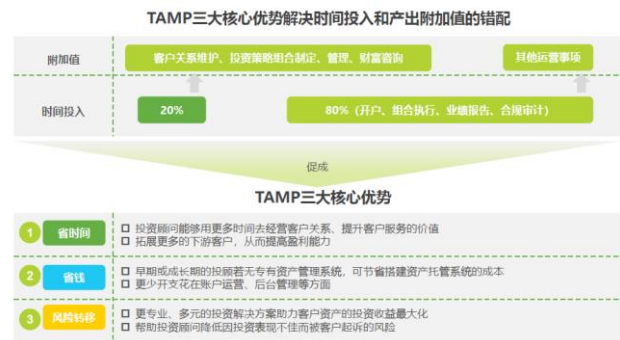 TAMP三大核心优势解决时间投入和产出附加值的错配
附加值
客户关系维护、投资策略组合制定、管理、财富咨询
其他运营事项
时间投入
20%
80%（开户、组合执行、业绩报告、合规审计）
促成
TAMP三大核心优势
1 省时间
投资顾问能够用更多时间去经营客户关系、提升客户服务的价值
拓展更多的下游客户，从而提高盈利能力
2 省钱
早期或成长期的投顾若无专有资产管理系统，可节省搭建资产托管系统的成本
更少开支花在账户运营、后台管理等方面
3 风险转移
更专业、多元的投资解决方案助力客户资产的投资收益最大化
帮助投资顾问降低因投资表现不佳而被客户起诉的风险